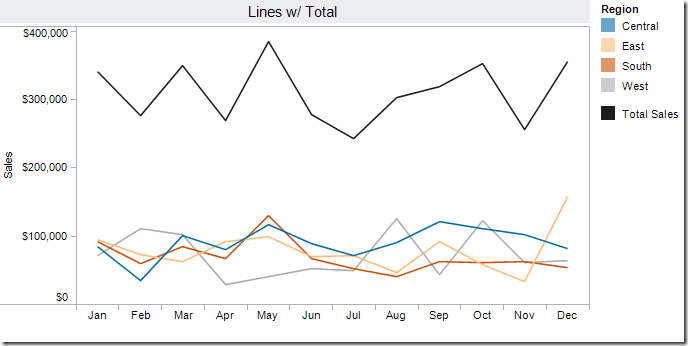 Lines w/ Total
Region
Central
East
South
West
Total Sales
$400,000
$300,000
$200,000
$100,000
$0
Sales
Jan Feb Mar Apr May Jun Jul Aug Sep Oct Nov Dec